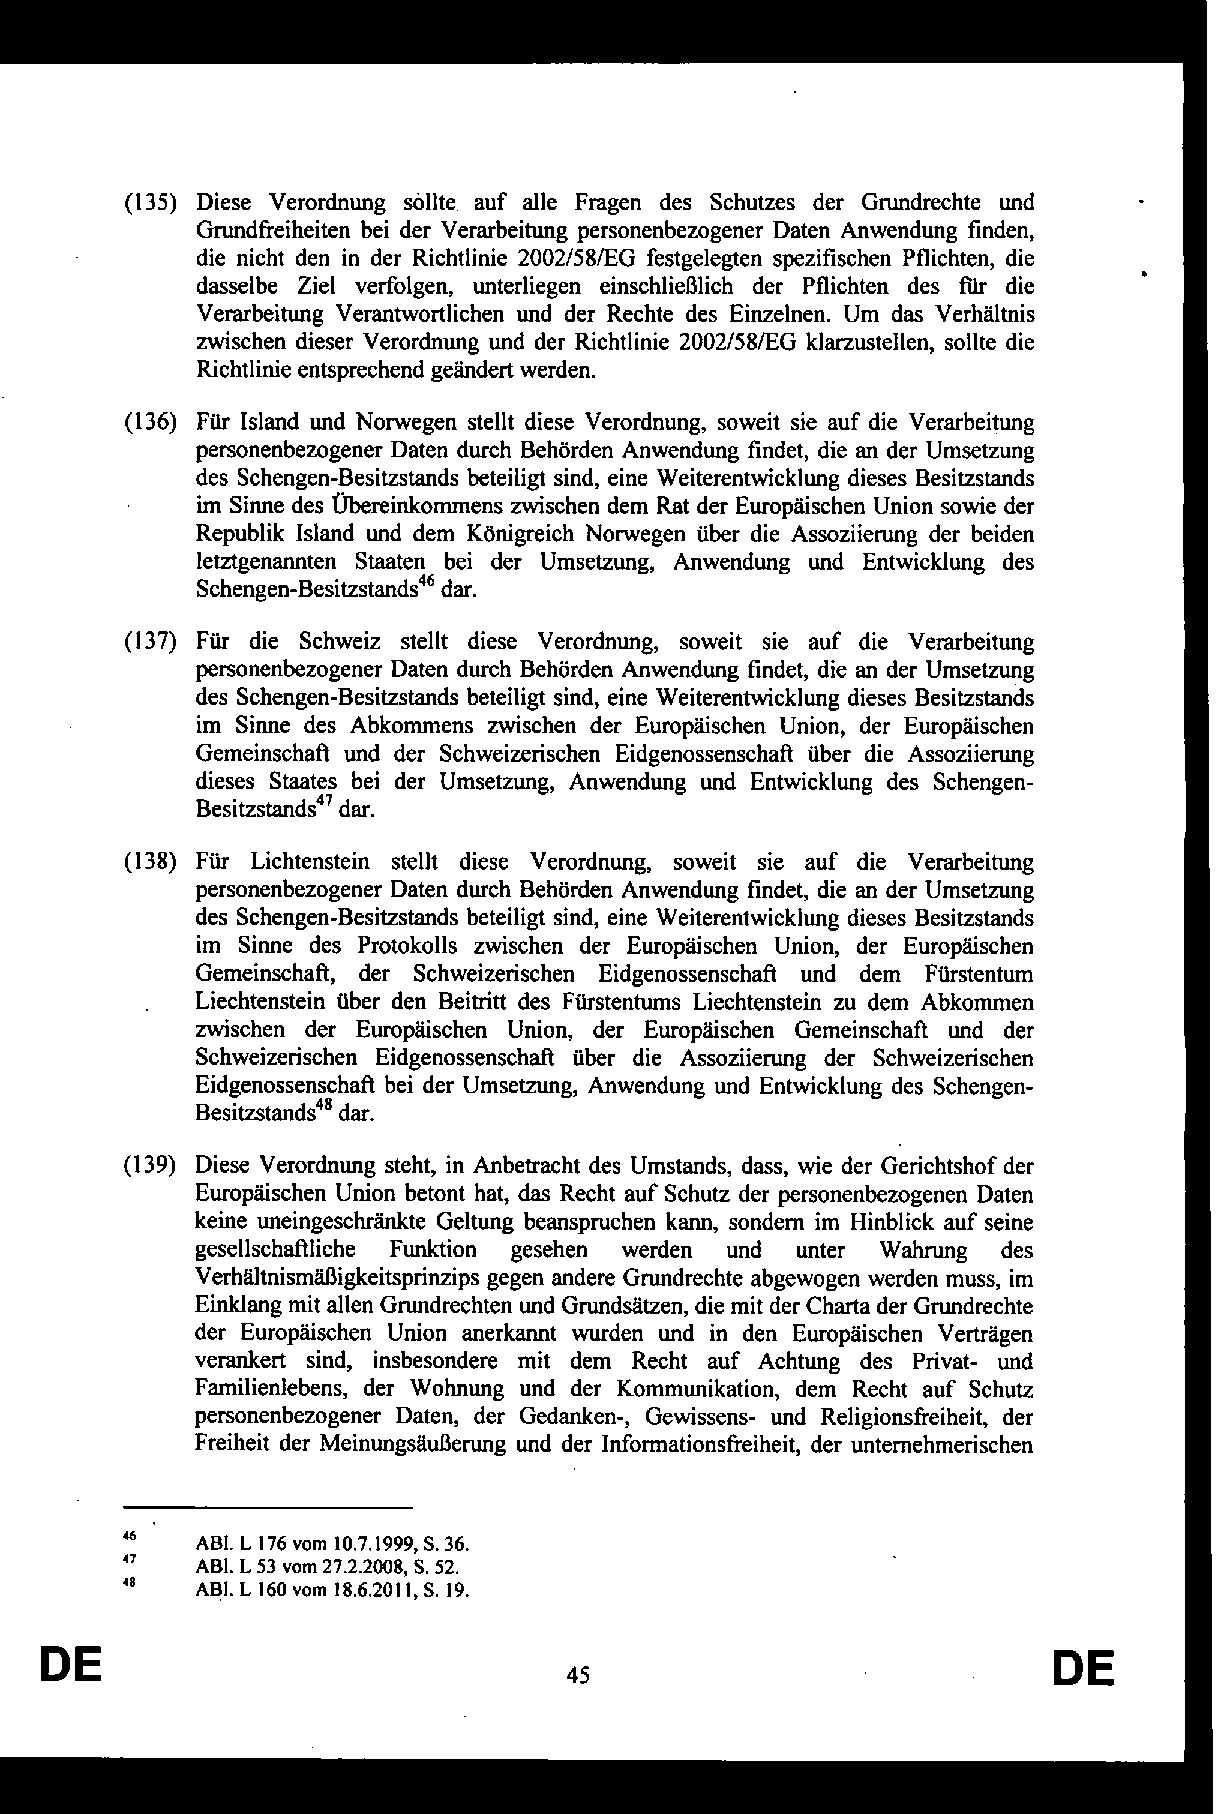 (135) Diese Verordnung sollte auf alle Fragen des Schutzes der Grundrechte und
Grundfreiheiten bei der Verarbeitung personenbezogener Daten Anwendung finden,
die nicht den in der Richtlinie 2002/58/EG festgelegten spezifischen Pflichten, die
dasselbe Ziel verfolgen, unterliegen einschließlich der Pflichten des für die
Verarbeitung Verantwortlichen und der Rechte des Einzelnen. Um das Verhältnis
zwischen dieser Verordnung und der Richtlinie 2002/58/EG klarzustellen, sollte die
Richtlinie entsprechend geändert werden.
(136) Für Island und Norwegen stellt diese Verordnung, soweit sie auf die Verarbeitung
personenbezogener Daten durch Behörden Anwendung findet, die an der Umsetzung
des Schengen-Besitzstands beteiligt sind, eine Weiterentwicklung dieses Besitzstands
im Sinne des Übereinkommens zwischen dem Rat der Europäischen Union sowie der
Republik Island und dem Königreich Norwegen über die Assoziierung der beiden
letztgenannten Staaten bei der Umsetzung, Anwendung und Entwicklung des
Schengen-Besitzstands46 dar.
(137) Für die Schweiz stellt diese Verordnung, soweit sie auf die Verarbeitung
personenbezogener Daten durch Behörden Anwendung findet, die an der Umsetzung
des Schengen-Besitzstands beteiligt sind, eine Weiterentwicklung dieses Besitzstands
im Sinne des Abkommens zwischen der Europäischen Union, der Europäischen
Gemeinschaft und der Schweizerischen Eidgenossenschaft über die Assoziierung
dieses Staates bei der Umsetzung, Anwendung und Entwicklung des Schengen-
Besitzstands47 dar.
(138) Für Lichtenstein stellt diese Verordnung, soweit sie auf die Verarbeitung
personenbezogener Daten durch Behörden Anwendung findet, die an der Umsetzung
des Schengen-Besitzstands beteiligt sind, eine Weiterentwicklung dieses Besitzstands
im Sinne des Protokolls zwischen der Europäischen Union, der Europäischen
Gemeinschaft, der Schweizerischen Eidgenossenschaft und dem Fürstentum
Liechtenstein über den Beitritt des Fürstentums Liechtenstein zu dem Abkommen
zwischen der Europäischen Union, der Europäischen Gemeinschaft und der
Schweizerischen Eidgenossenschaft über die Assoziierung der Schweizerischen
Eidgenossenschaft bei der Umsetzung, Anwendung und Entwicklung des Schengen-
Besitzstands48 dar.
(139) Diese Verordnung steht, in Anbetracht des Umstands, dass, wie der Gerichtshof der
Europäischen Union betont hat, das Recht auf Schutz der personenbezogenen Daten
keine uneingeschränkte Geltung beanspruchen kann, sondern im Hinblick auf seine
gesellschaftliche Funktion gesehen werden und unter Wahrung des
Verhältnismäßigkeitsprinzips gegen andere Grundrechte abgewogen werden muss, im
Einklang mit allen Grundrechten und Grundsätzen, die mit der Charta der Grundrechte
der Europäischen Union anerkannt wurden und in den Europäischen Verträgen
verankert sind, insbesondere mit dem Recht auf Achtung des Privat- und
Familienlebens, der Wohnung und der Kommunikation, dem Recht auf Schutz
personenbezogener Daten, der Gedanken-, Gewissens- und Religionsfreiheit, der
Freiheit der Meinungsäußerung und der Informationsfreiheit, der unternehmerischen
46 ABl. L 176 vom 10.7.1999, S. 36.
47 ABl. L 53 vom 27.2.2008, S. 52.
48 ABl. L 160 vom 18.6.2011, S. 19.
DE 45 DE